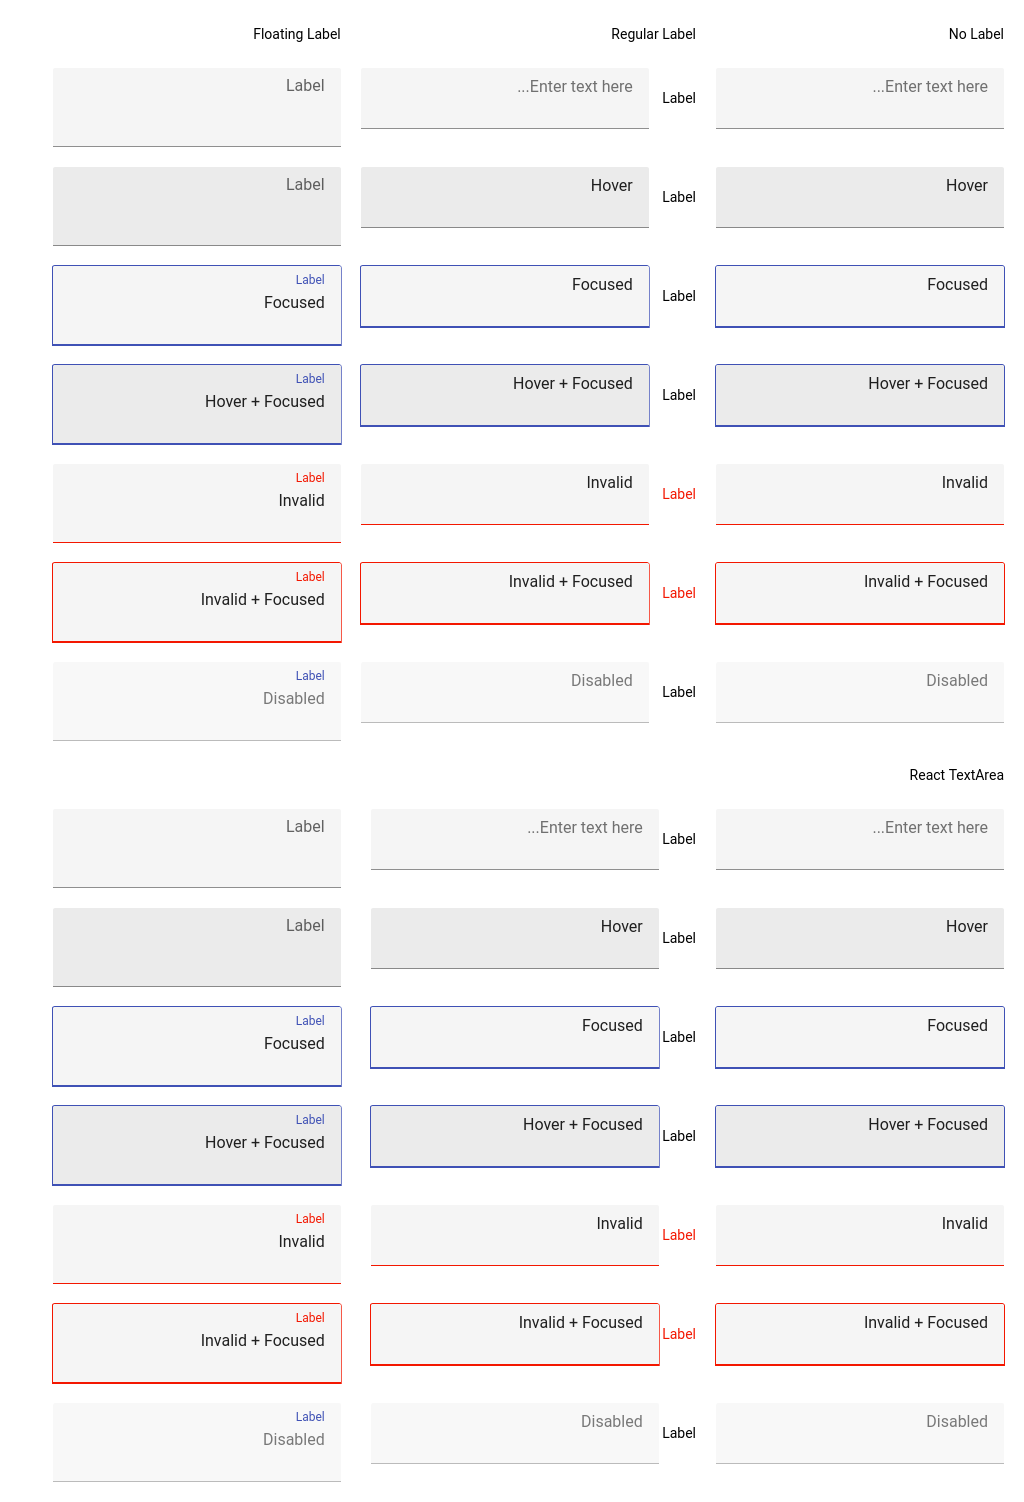 Floating Label
Regular Label
No Label
Label
...Enter text here
Label
...Enter text here
Label
Hover
Label
Hover
Label
Focused
Focused
Label
Focused
Label
Hover + Focused
Hover + Focused
Label
Hover + Focused
Label
Invalid
Invalid
Label
Invalid
Label
Invalid + Focused
Invalid + Focused
Label
Invalid + Focused
Label
Disabled
Disabled
Label
Disabled
React TextArea
Label
...Enter text here
Label
...Enter text here
Label
Hover
Label
Hover
Label
Focused
Focused
Label
Focused
Label
Hover + Focused
Hover + Focused
Label
Hover + Focused
Label
Invalid
Invalid
Label
Invalid
Label
Invalid + Focused
Invalid + Focused
Label
Invalid + Focused
Label
Disabled
Disabled
Label
Disabled